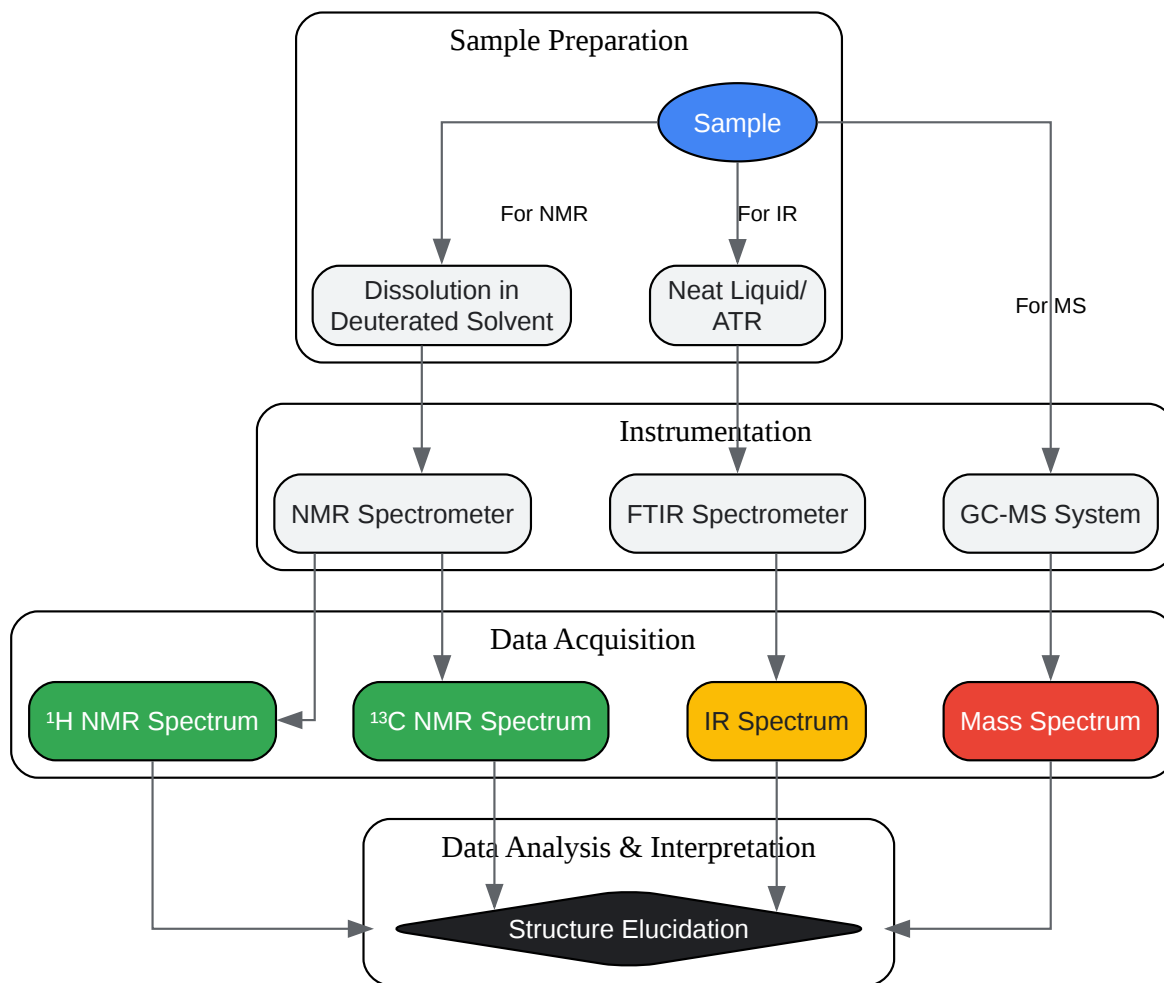 Sample Preparation
Sample
For NMR
For IR
Dissolution in
Deuterated Solvent
Neat Liquid/
ATR
For MS
Instrumentation
NMR Spectrometer
FTIR Spectrometer
GC-MS System
Data Acquisition
¹H NMR Spectrum
¹³C NMR Spectrum
IR Spectrum
Mass Spectrum
Data Analysis & Interpretation
Structure Elucidation